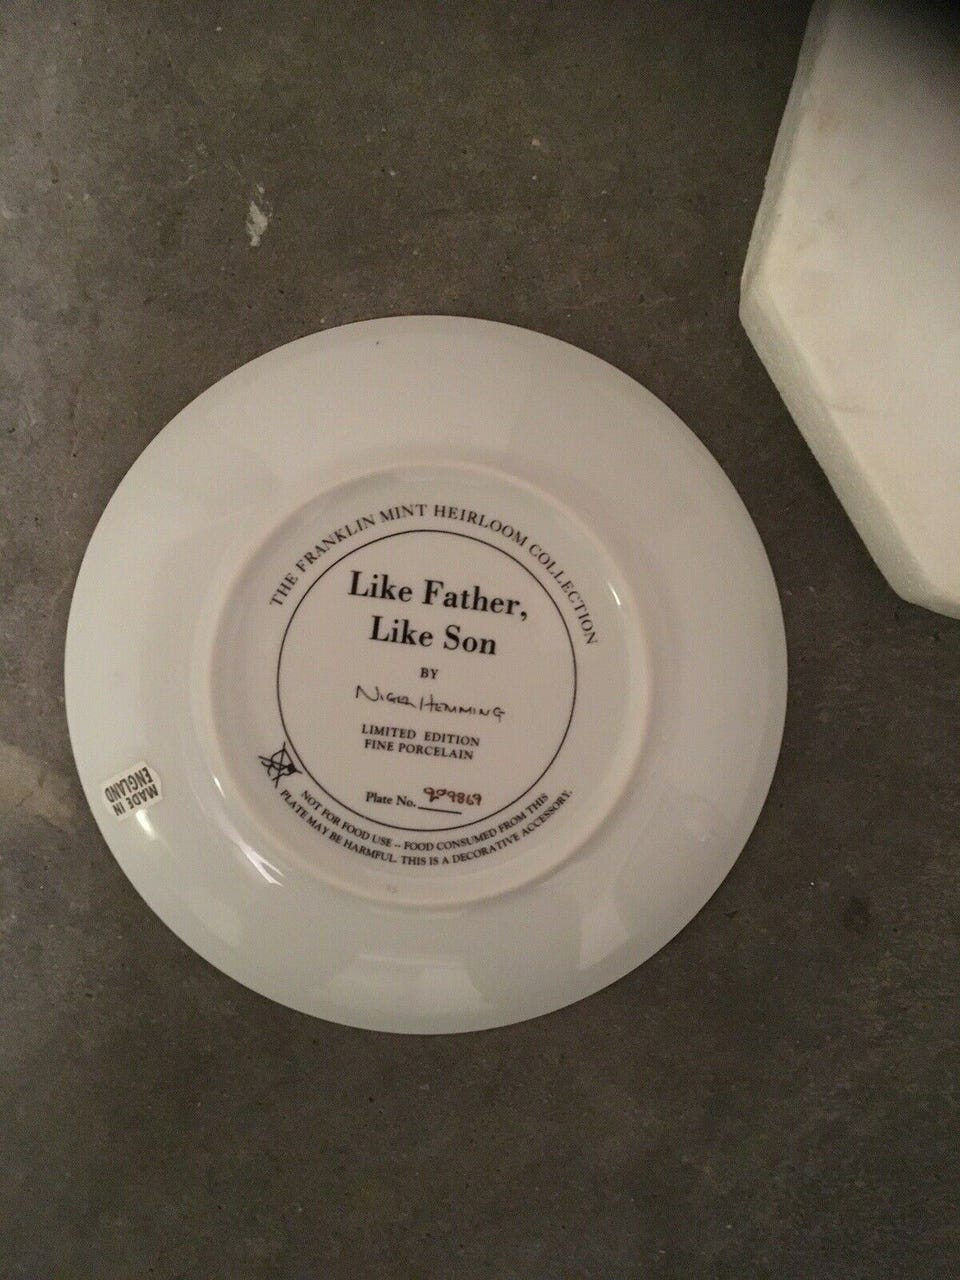 THE FRANKLIN MINT HEIRLOOM COLLECTION
Like Father,
Like Son
BY
NIGEL HEMMING
LIMITED EDITION
FINE PORCELAIN
Plate No.
NOT FOR FOOD USE -- FOOD CONSUMED FROM THIS
PLATE MAY BE HARMFUL. THIS IS A DECORATIVE ACCESSORY.
MADE IN
ENGLAND